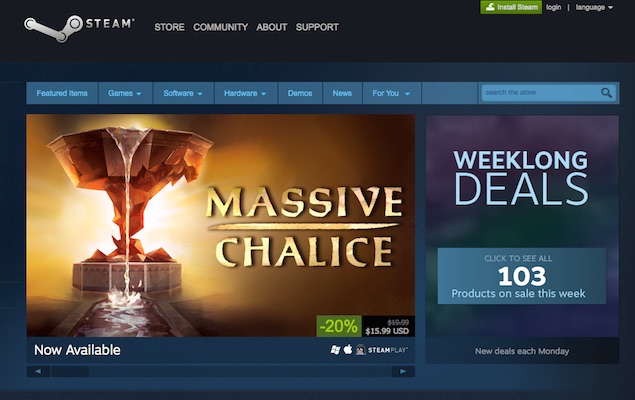 Install Steam login | language
STEAM
STORE COMMUNITY ABOUT SUPPORT
Featured Items Games Software Hardware Demos News For You search the store
MASSIVE
CHALICE
-20% $19.99
$15.99 USD
Now Available STEAMPLAY
WEEKLONG
DEALS
CLICK TO SEE ALL
103
Products on sale this week
New deals each Monday